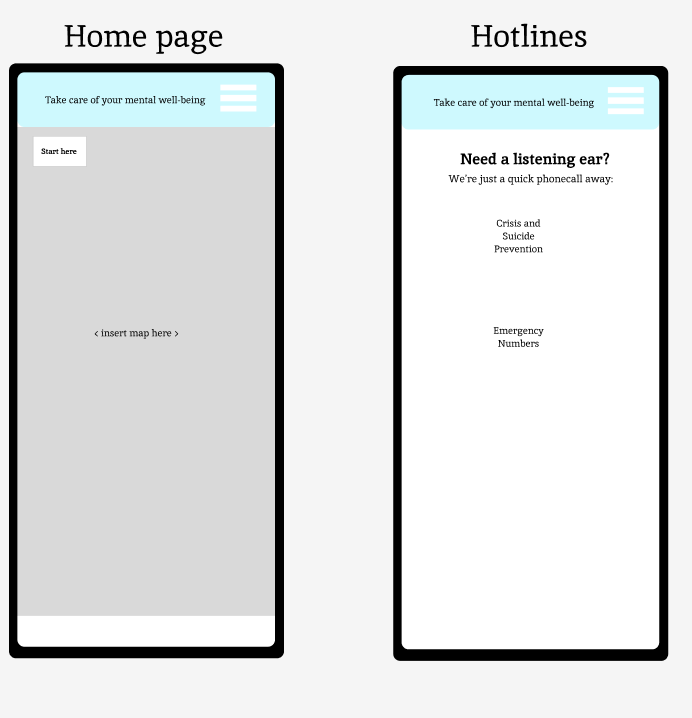 Home page
Take care of your mental well-being
Start here
< insert map here >
Hotlines
Take care of your mental well-being
Need a listening ear?
We're just a quick phonecall away:
Crisis and
Suicide
Prevention
Emergency
Numbers